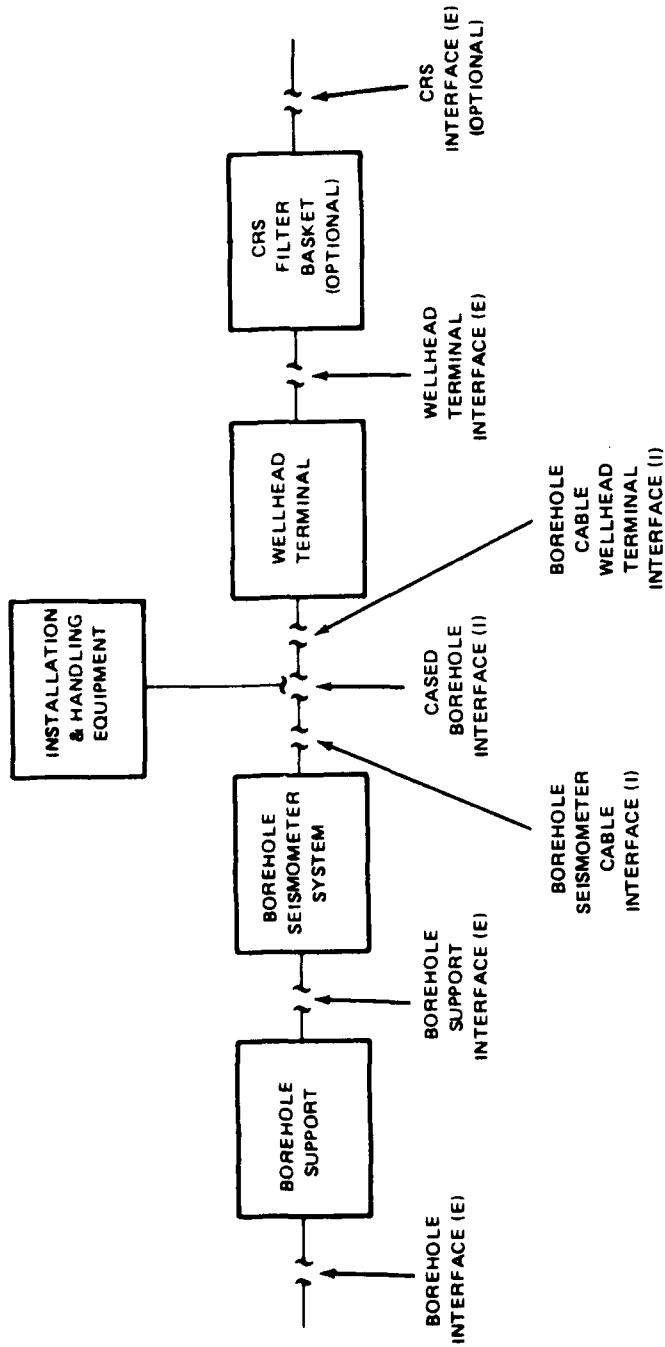 INSTALLATION
& HANDLING
EQUIPMENT
BOREHOLE
SUPPORT
BOREHOLE
SEISMOMETER
SYSTEM
WELLHEAD
TERMINAL
CRS
FILTER
BASKET
(OPTIONAL)
BOREHOLE
INTERFACE (E)
BOREHOLE
SUPPORT
INTERFACE (E)
CASED
BOREHOLE
INTERFACE (I)
WELLHEAD
TERMINAL
INTERFACE (E)
CRS
INTERFACE (E)
(OPTIONAL)
BOREHOLE
SEISMOMETER
CABLE
INTERFACE (I)
BOREHOLE
CABLE
WELLHEAD
TERMINAL
INTERFACE (I)